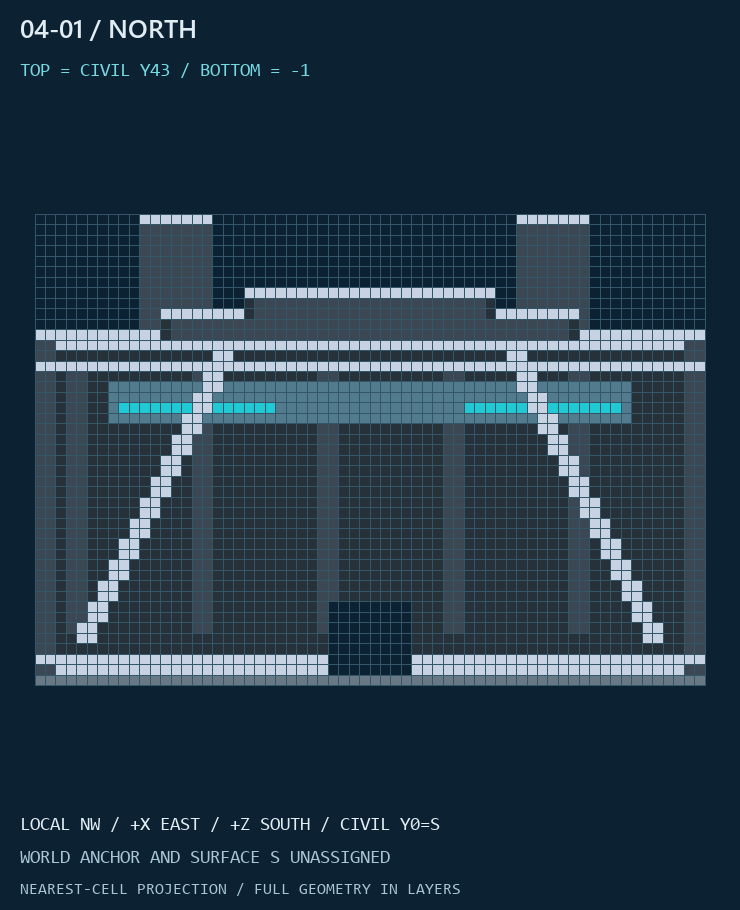 04-01 / NORTH
TOP = CIVIL Y43 / BOTTOM = -1
LOCAL NW / +X EAST / +Z SOUTH / CIVIL Y0=S
WORLD ANCHOR AND SURFACE S UNASSIGNED
NEAREST-CELL PROJECTION / FULL GEOMETRY IN LAYERS